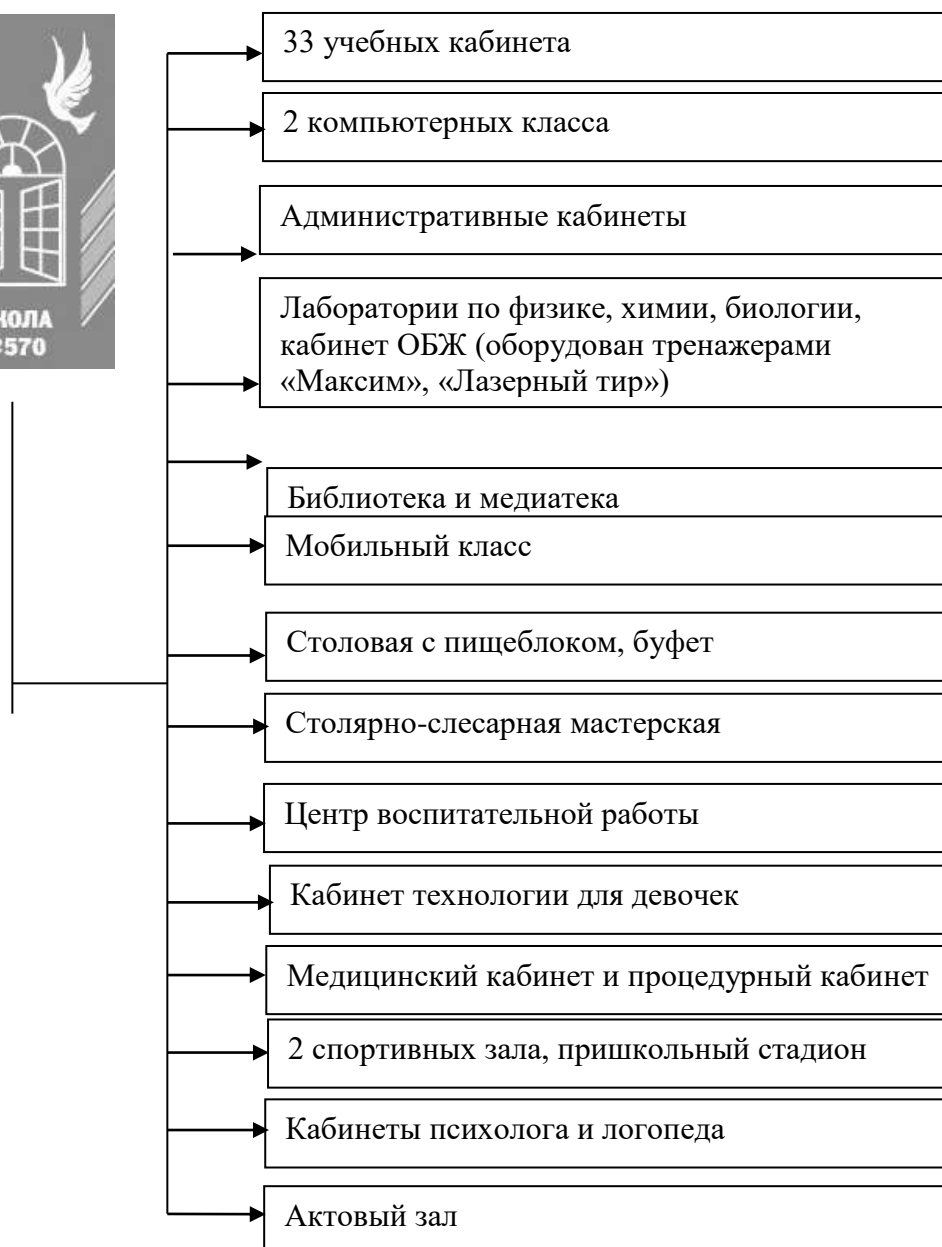 33 учебных кабинета
2 компьютерных класса
Административные кабинеты
КОЛА
570
Лаборатории по физике, химии, биологии,
кабинет ОБЖ (оборудован тренажерами
«Максим», «Лазерный тир»)
Библиотека и медиатека
Мобильный класс
Столовая с пищеблоком, буфет
Столярно-слесарная мастерская
Центр воспитательной работы
Кабинет технологии для девочек
Медицинский кабинет и процедурный кабинет
2 спортивных зала, пришкольный стадион
Кабинеты психолога и логопеда
Актовый зал